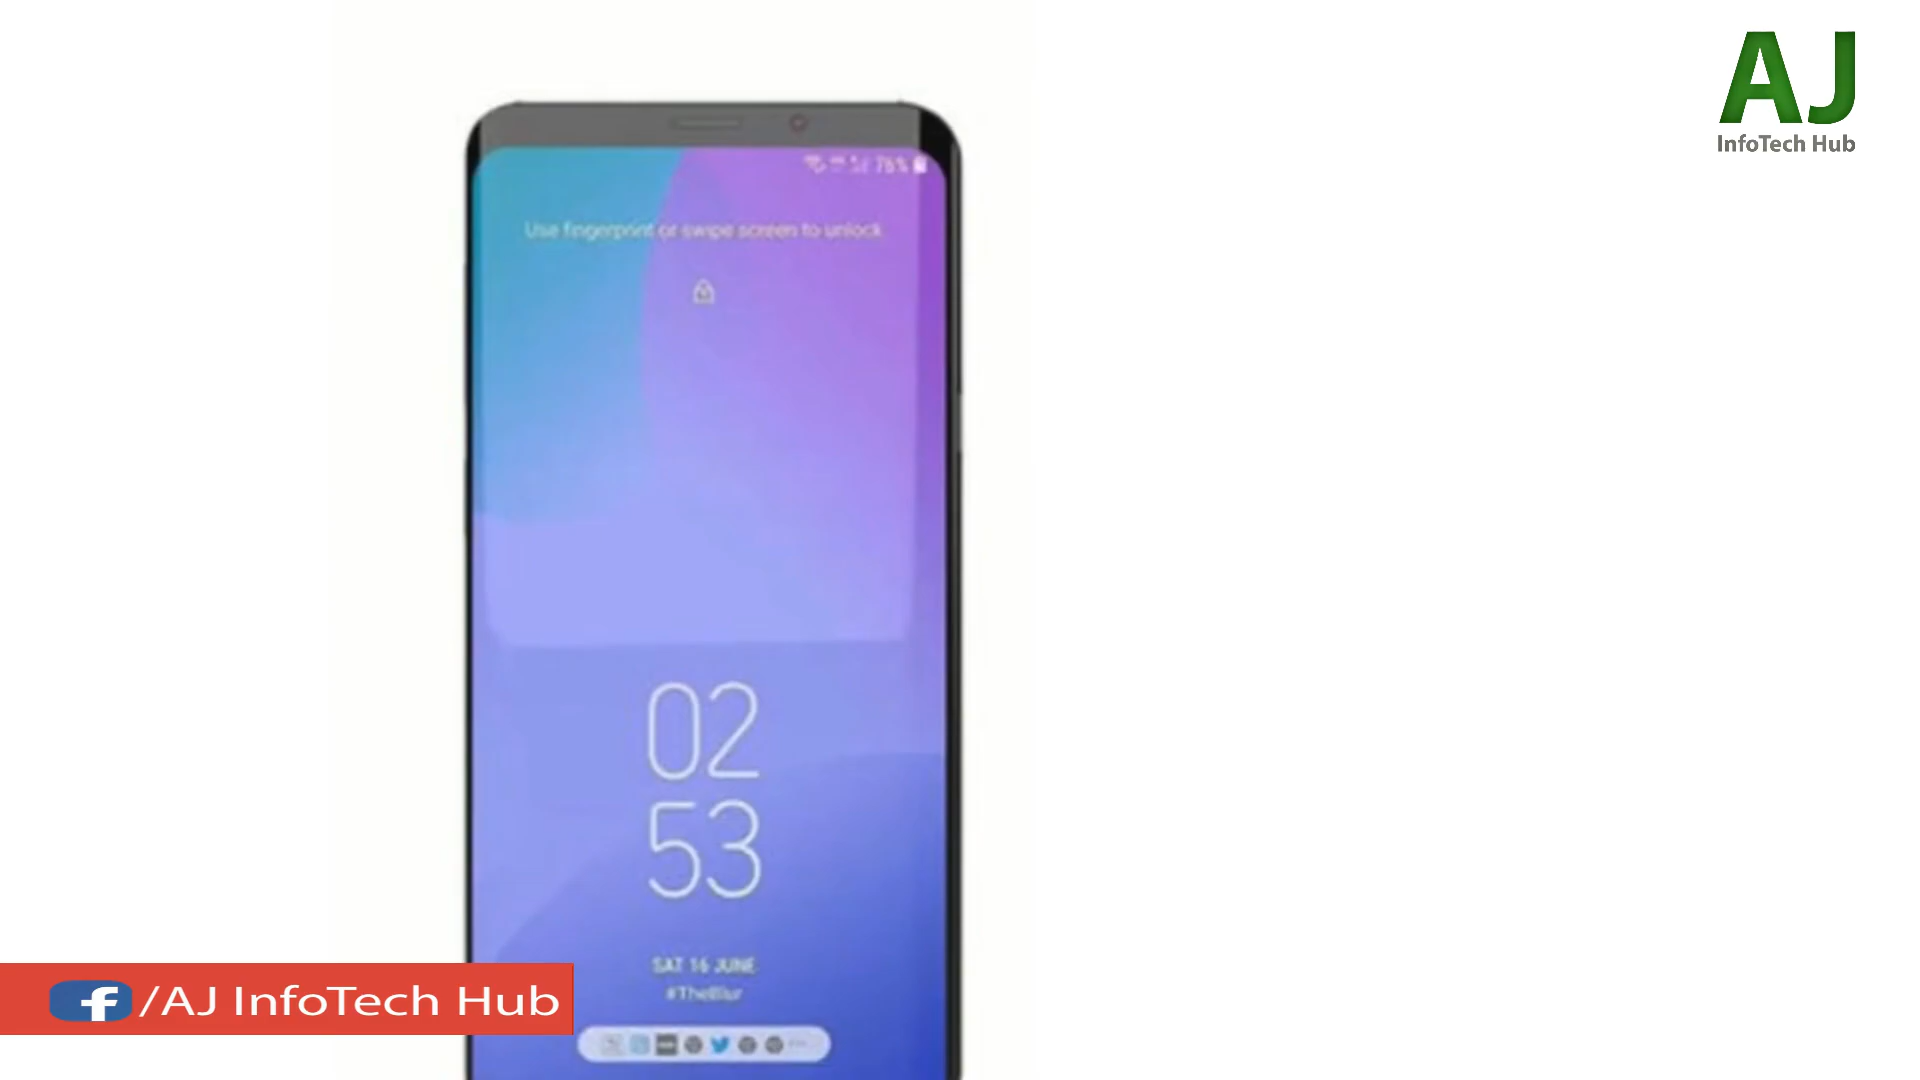 AJ
InfoTech Hub
76%
Use fingerprint or swipe screen to unlock
02
53
SAT 16 JUNE
#TheBlur
f/AJ InfoTech Hub